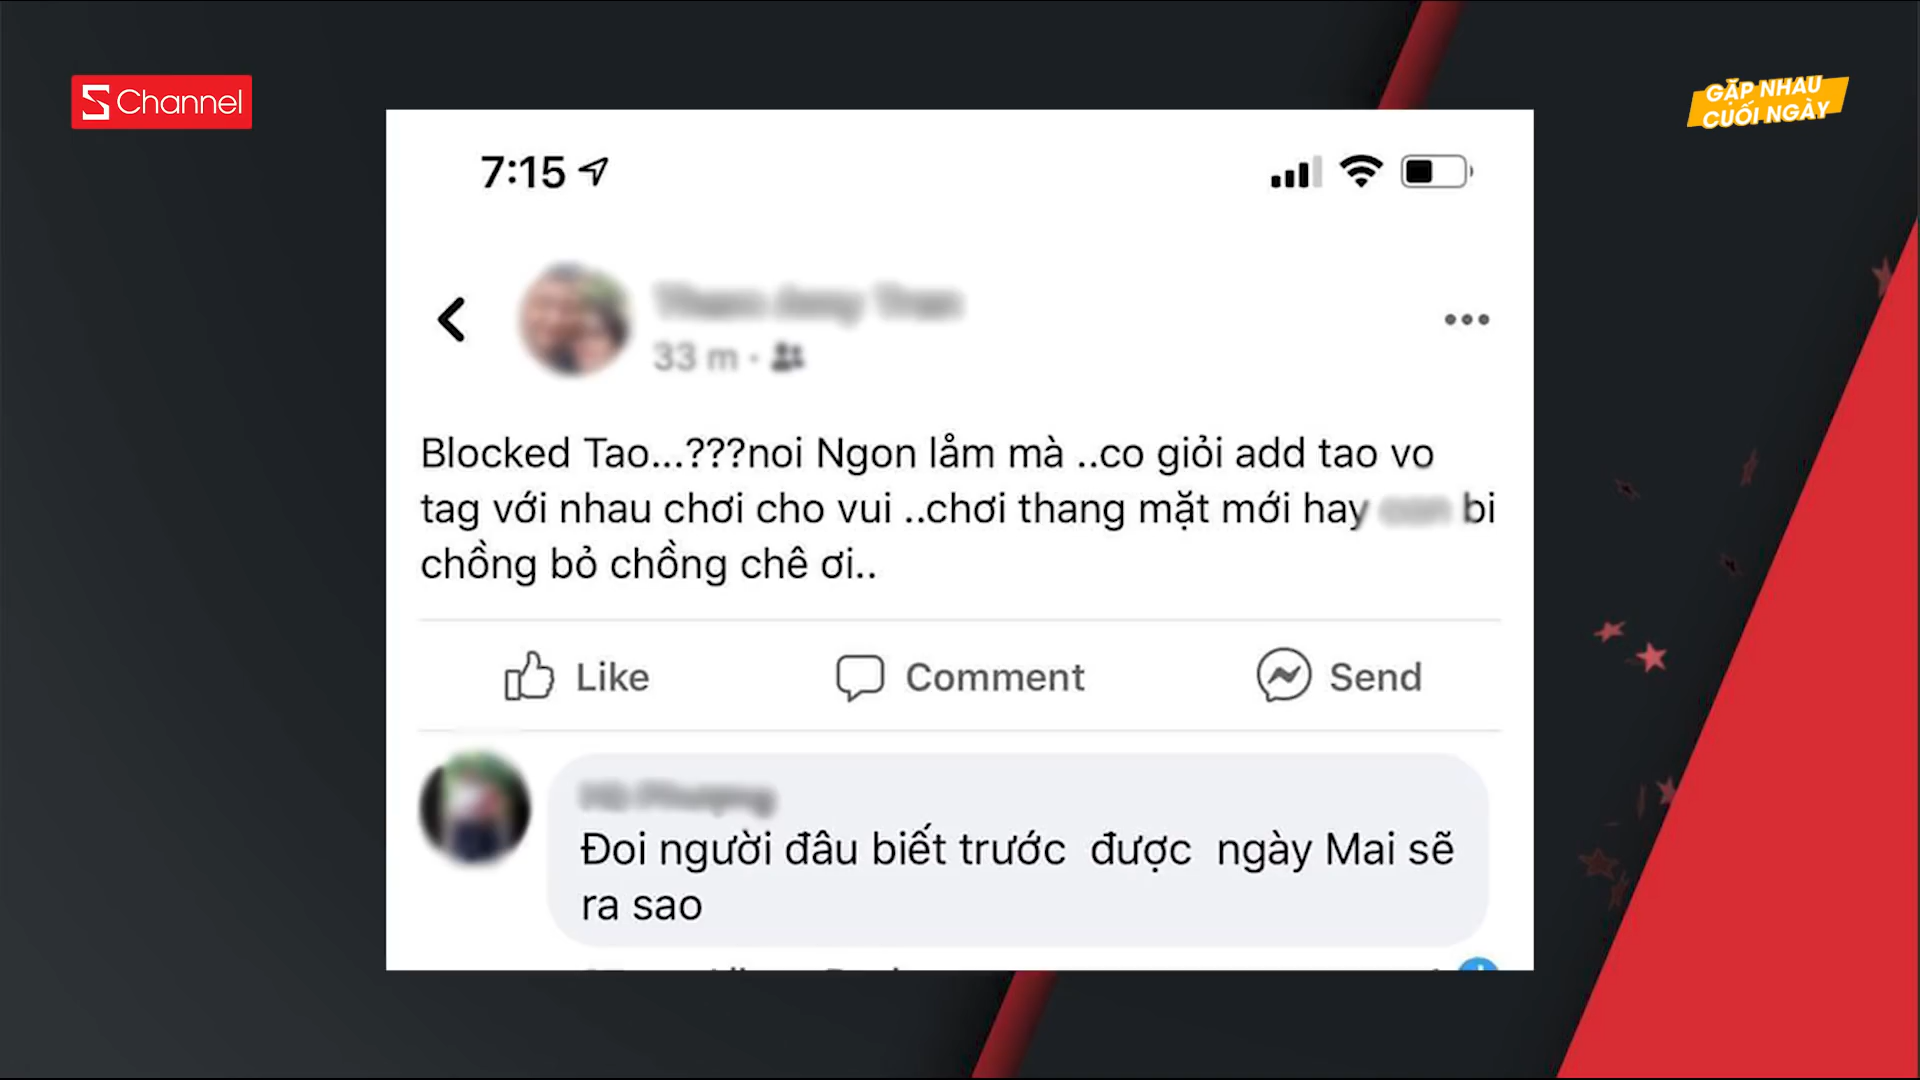 S Channel
GẶP NHAU
CUỐI NGÀY
7:15
33 m
Blocked Tao...???noi Ngon lắm mà ..co giỏi add tao vo
tag với nhau chơi cho vui ..chơi thang mặt mới hay bi
chồng bỏ chồng chê ơi..
Like
Comment
Send
Đoi người đâu biết trước được ngày Mai sẽ
ra sao